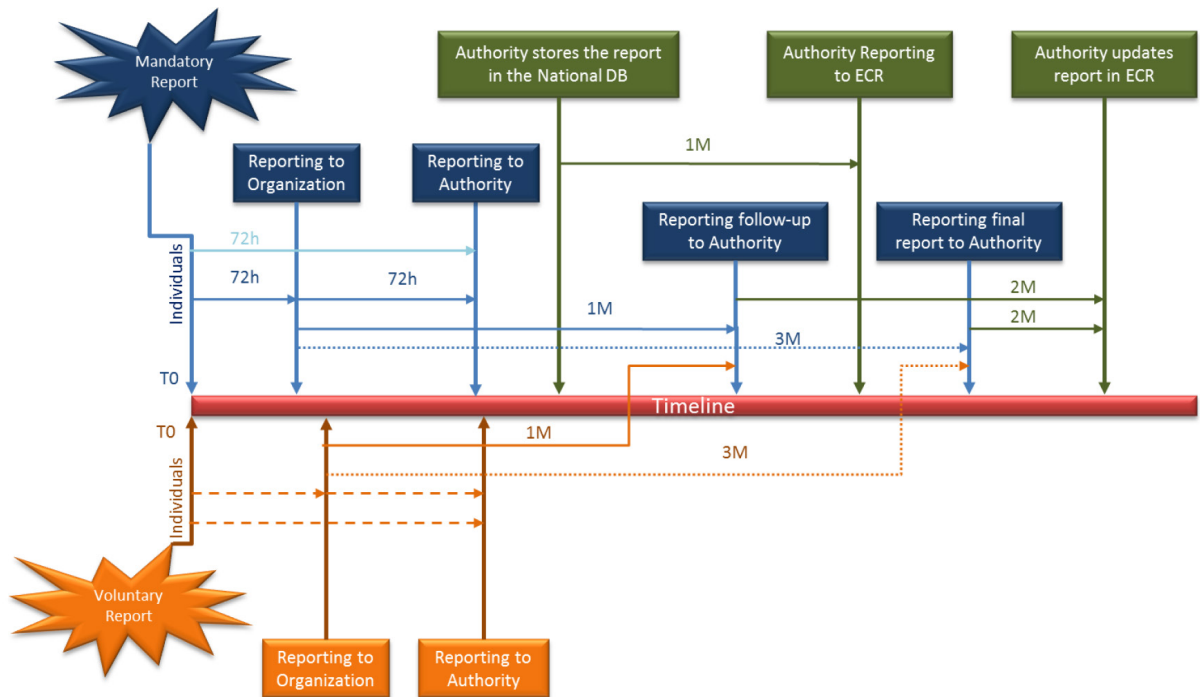 Mandatory
Report
Authority stores the report
in the National DB
Authority Reporting
to ECR
Authority updates
report in ECR
1M
Reporting to
Organization
Reporting to
Authority
Reporting follow-up
to Authority
Reporting final
report to Authority
Individuals
72h
72h
72h
2M
1M
2M
3M
T0
Timeline
T0
1M
3M
Individuals
Voluntary
Report
Reporting to
Organization
Reporting to
Authority